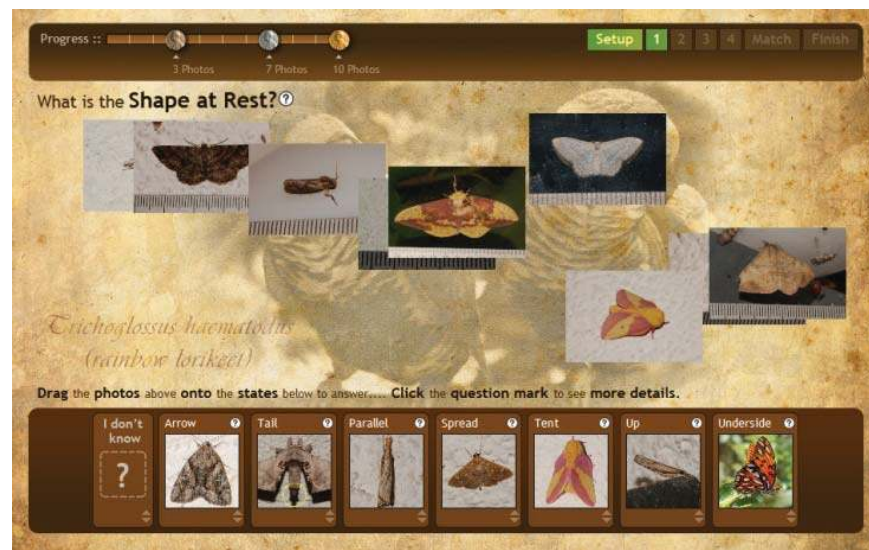 Progress ::
3 Photos
7 Photos
10 Photos
Setup 1 2 3 4 Match Finish
What is the Shape at Rest? ?
Trichoglossus haematodus
(rainbow lorikeet)
Drag the photos above onto the states below to answer.... Click the question mark to see more details.
I don't
know
?
Arrow ?
Tail ?
Parallel ?
Spread ?
Tent ?
Up ?
Underside ?